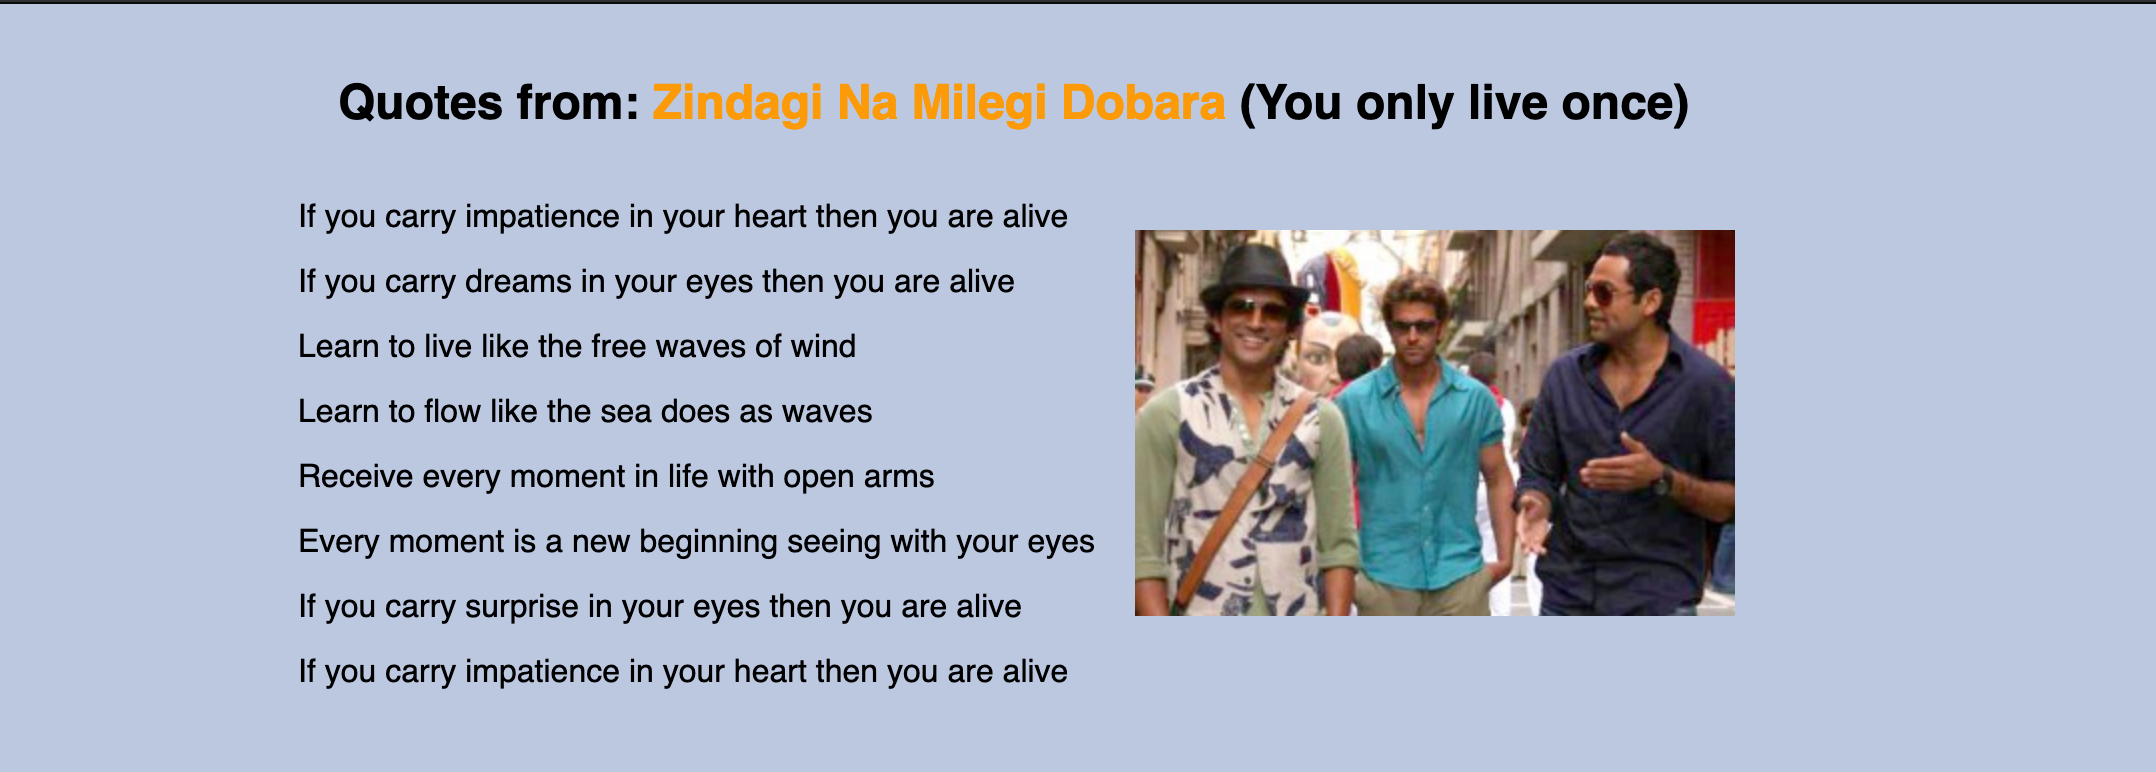 Quotes from: Zindagi Na Milegi Dobara (You only live once)
If you carry impatience in your heart then you are alive
If you carry dreams in your eyes then you are alive
Learn to live like the free waves of wind
Learn to flow like the sea does as waves
Receive every moment in life with open arms
Every moment is a new beginning seeing with your eyes
If you carry surprise in your eyes then you are alive
If you carry impatience in your heart then you are alive